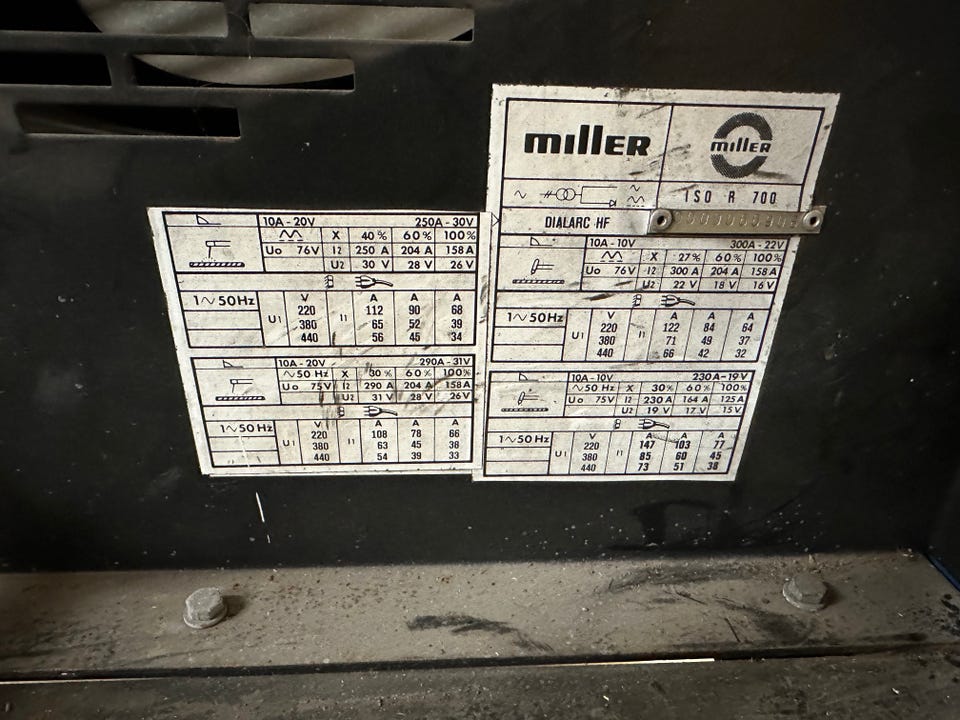 miller
miller
ISO R 700
DIALARC HF
10A-20V 250A-30V
X 40% 60% 100%
Uo 76V I2 250 A 204 A 158 A
U2 30 V 28 V 26 V
1∿50Hz
V A A A
U1 220 I1 112 90 68
380 65 52 39
440 56 45 34
10A-20V 290A-31V
∿50 Hz X 30% 60% 100%
Uo 75V I2 290 A 204 A 158 A
U2 31 V 28 V 26 V
1∿50Hz
V A A A
U1 220 I1 108 78 66
380 63 45 38
440 54 39 33
10A-10V 300A-22V
X 27% 60% 100%
Uo 76V I2 300 A 204 A 158 A
U2 22 V 18 V 16 V
1∿50Hz
V A A A
U1 220 I1 122 84 64
380 71 49 37
440 66 42 32
10A-10V 230A-19V
∿50 Hz X 30% 60% 100%
Uo 75V I2 230 A 164 A 125 A
U2 19 V 17 V 15 V
1∿50Hz
V A A A
U1 220 I1 147 103 77
380 85 60 45
440 73 51 38